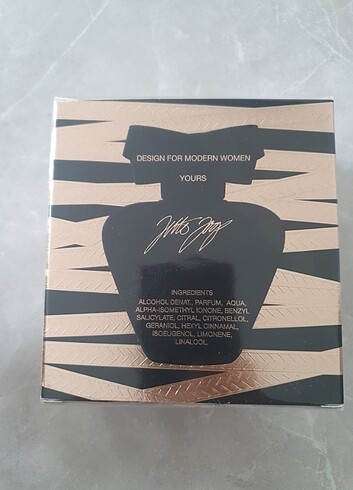 DESIGN FOR MODERN WOMEN
YOURS
INGREDIENTS
ALCOHOL DENAT., PARFUM, AQUA,
ALPHA-ISOMETHYL IONONE, BENZYL
SALICYLATE, CITRAL, CITRONELLOL,
GERANIOL, HEXYL CINNAMAL,
ISOEUGENOL, LIMONENE,
LINALOOL.